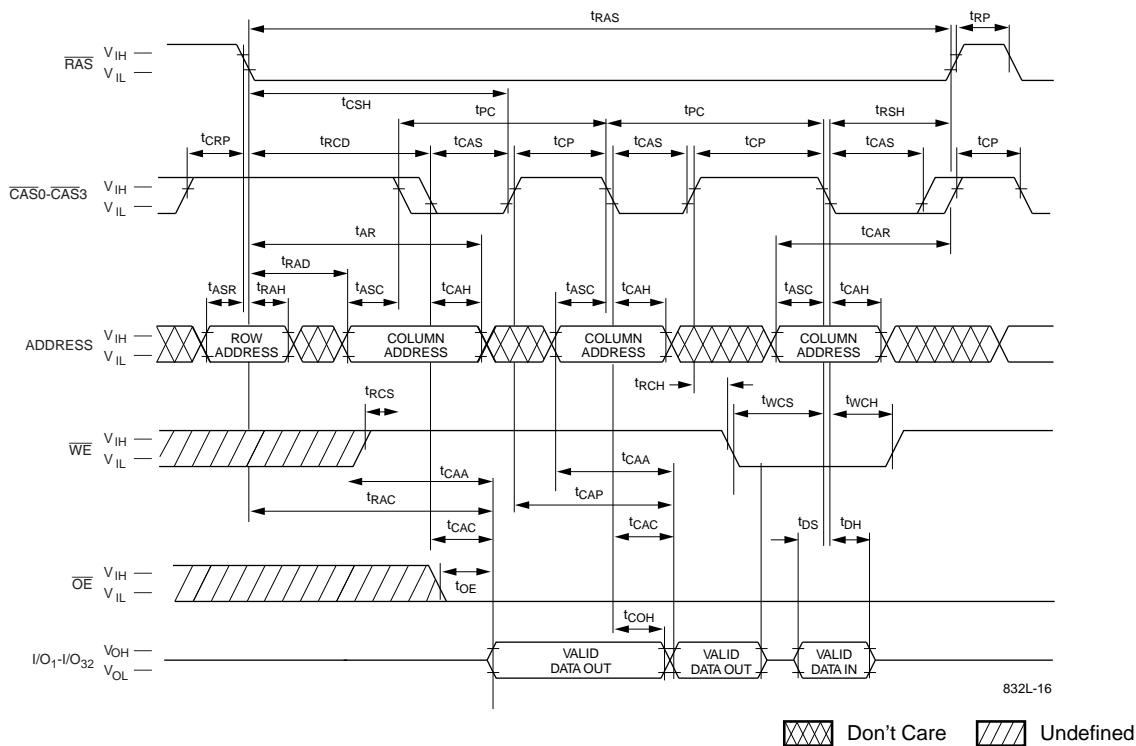 tRAS
tRP
RAS
VIH
VIL
tCSH
tPC
tPC
tRSH
tCRP
tRCD
tCAS
tCP
tCAS
tCP
tCAS
tCP
CAS0-CAS3
VIH
VIL
tAR
tCAR
tRAD
tASR
tRAH
tASC
tCAH
tASC
tCAH
tASC
tCAH
ADDRESS
VIH
VIL
ROW
ADDRESS
COLUMN
ADDRESS
COLUMN
ADDRESS
COLUMN
ADDRESS
tRCH
tRCS
tWCS
tWCH
WE
VIH
VIL
tCAA
tCAA
tRAC
tCAP
tCAC
tCAC
tDS
tDH
OE
VIH
VIL
tOE
tCOH
I/O1-I/O32
VOH
VOL
VALID
DATA OUT
VALID
DATA OUT
VALID
DATA IN
832L-16
Don't Care
Undefined